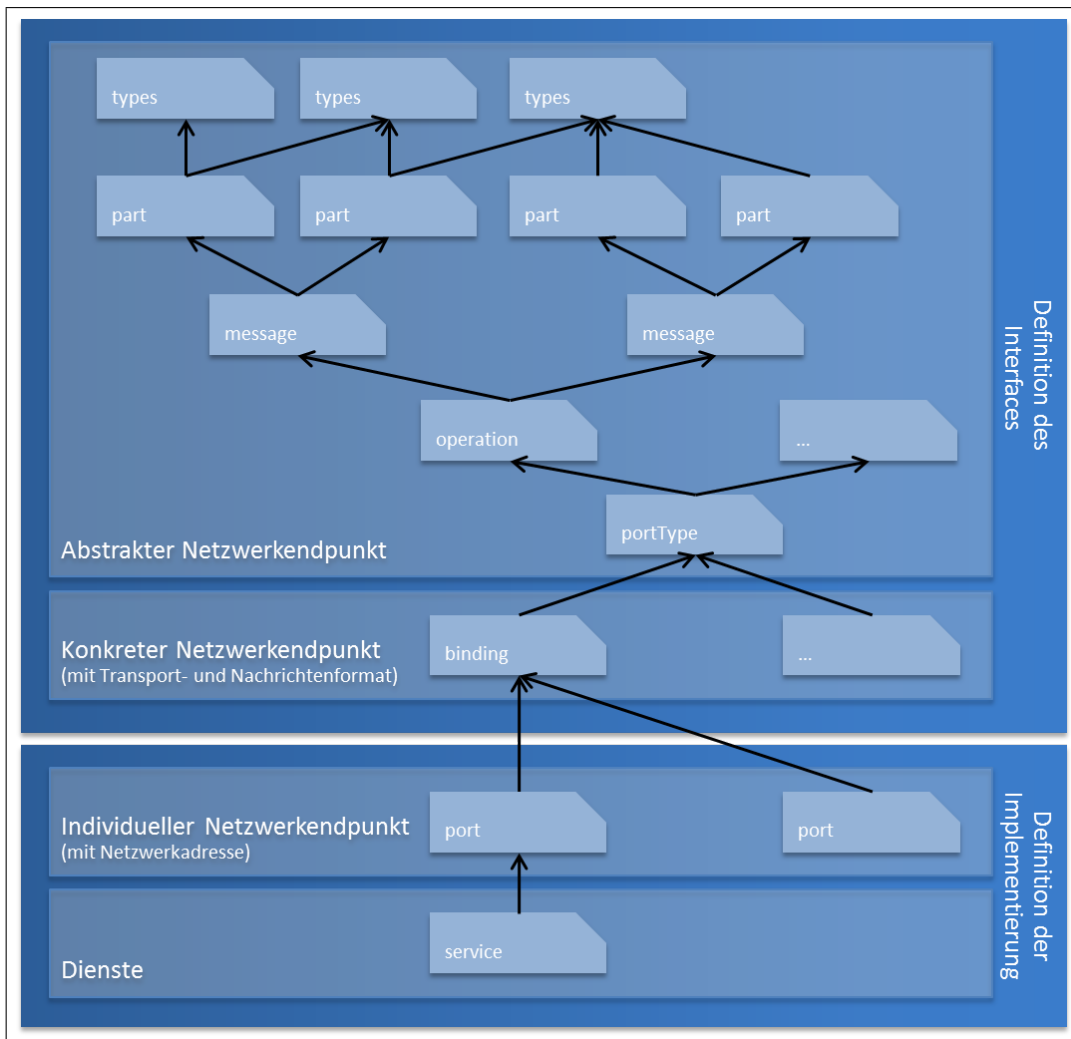 types
types
types
part
part
part
part
message
message
operation
...
portType
Abstrakter Netzwerkendpunkt
Definition des
Interfaces
Konkreter Netzwerkendpunkt
(mit Transport- und Nachrichtenformat)
binding
...
Individueller Netzwerkendpunkt
(mit Netzwerkadresse)
port
port
Definition der
Implementierung
service
Dienste